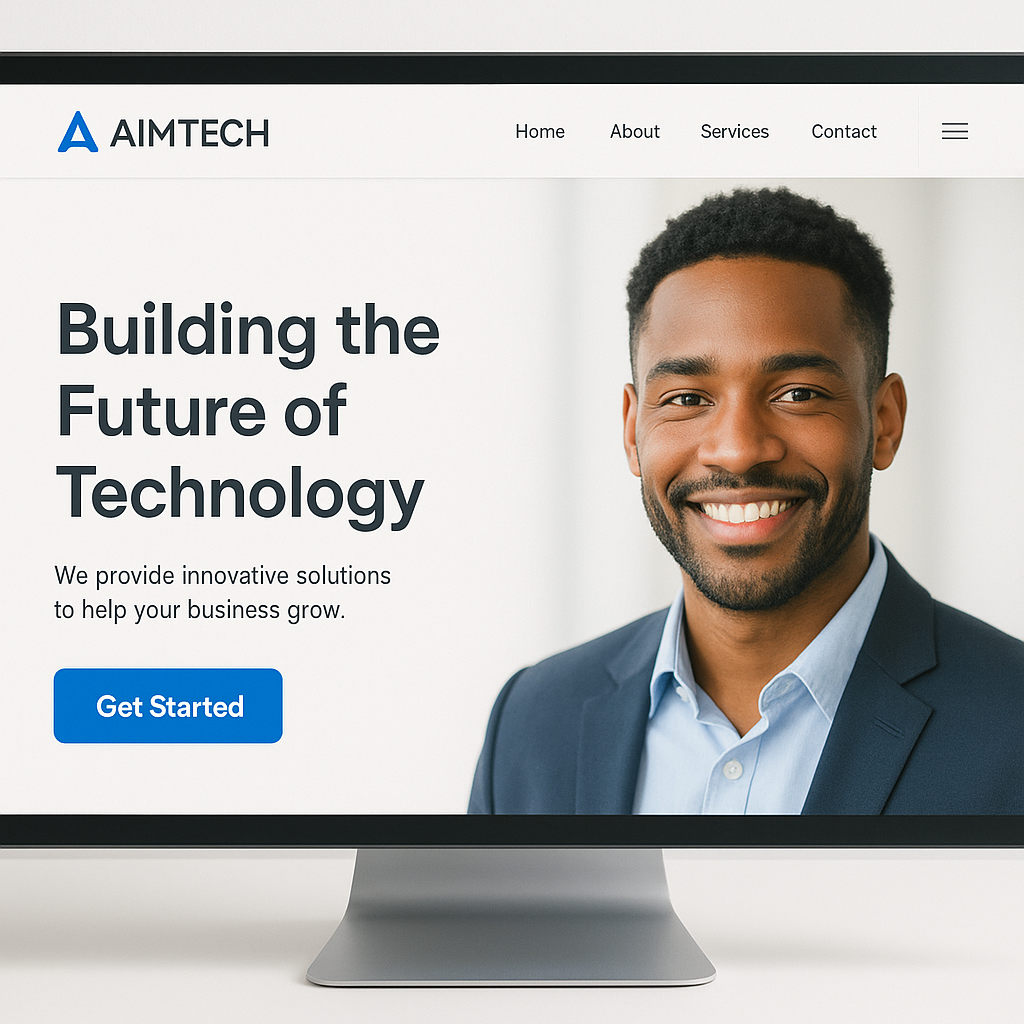 AIMTECH
Home About Services Contact
Building the
Future of
Technology
We provide innovative solutions
to help your business grow.
Get Started